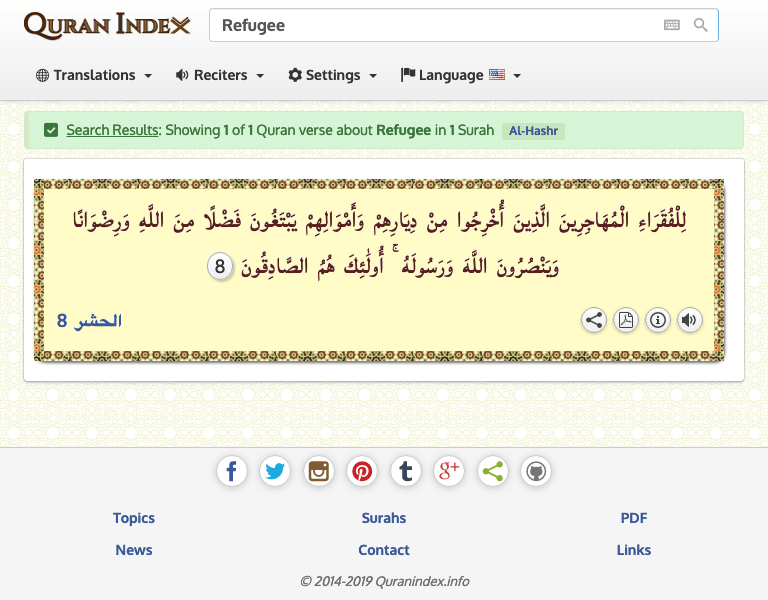 QURAN INDEX
Refugee
Translations
Reciters
Settings
Language
Search Results: Showing 1 of 1 Quran verse about Refugee in 1 Surah Al-Hashr
لِلْفُقَرَاءِ الْمُهَاجِرِينَ الَّذِينَ أُخْرِجُوا مِنْ دِيَارِهِمْ وَأَمْوَالِهِمْ يَبْتَغُونَ فَضْلًا مِنَ اللَّهِ وَرِضْوَانًا
وَيَنْصُرُونَ اللَّهَ وَرَسُولَهُ ۚ أُولَٰئِكَ هُمُ الصَّادِقُونَ 8
الحشر 8
Topics Surahs PDF
News Contact Links
© 2014-2019 Quranindex.info